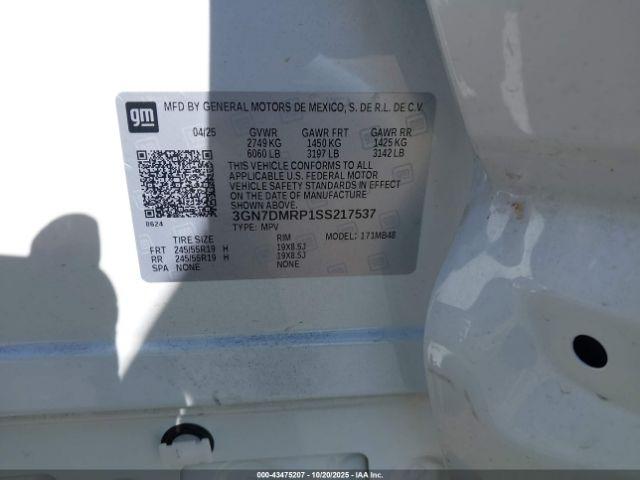 gm MFD BY GENERAL MOTORS DE MEXICO, S. DE R.L. DE C.V.
04/25 GVWR GAWR FRT GAWR RR
2749 KG 1450 KG 1425 KG
6060 LB 3197 LB 3142 LB
THIS VEHICLE CONFORMS TO ALL
APPLICABLE U.S. FEDERAL MOTOR
VEHICLE SAFETY STANDARDS IN EFFECT
ON THE DATE OF MANUFACTURE
SHOWN ABOVE.
3GN7DMRP1SS217537
8624 TYPE: MPV MODEL: 171MB48
TIRE SIZE RIM
FRT 245/55R19 H 19X8.5J
RR 245/55R19 H 19X8.5J
SPA NONE NONE
000-43475207 - 10/20/2025 - IAA Inc.